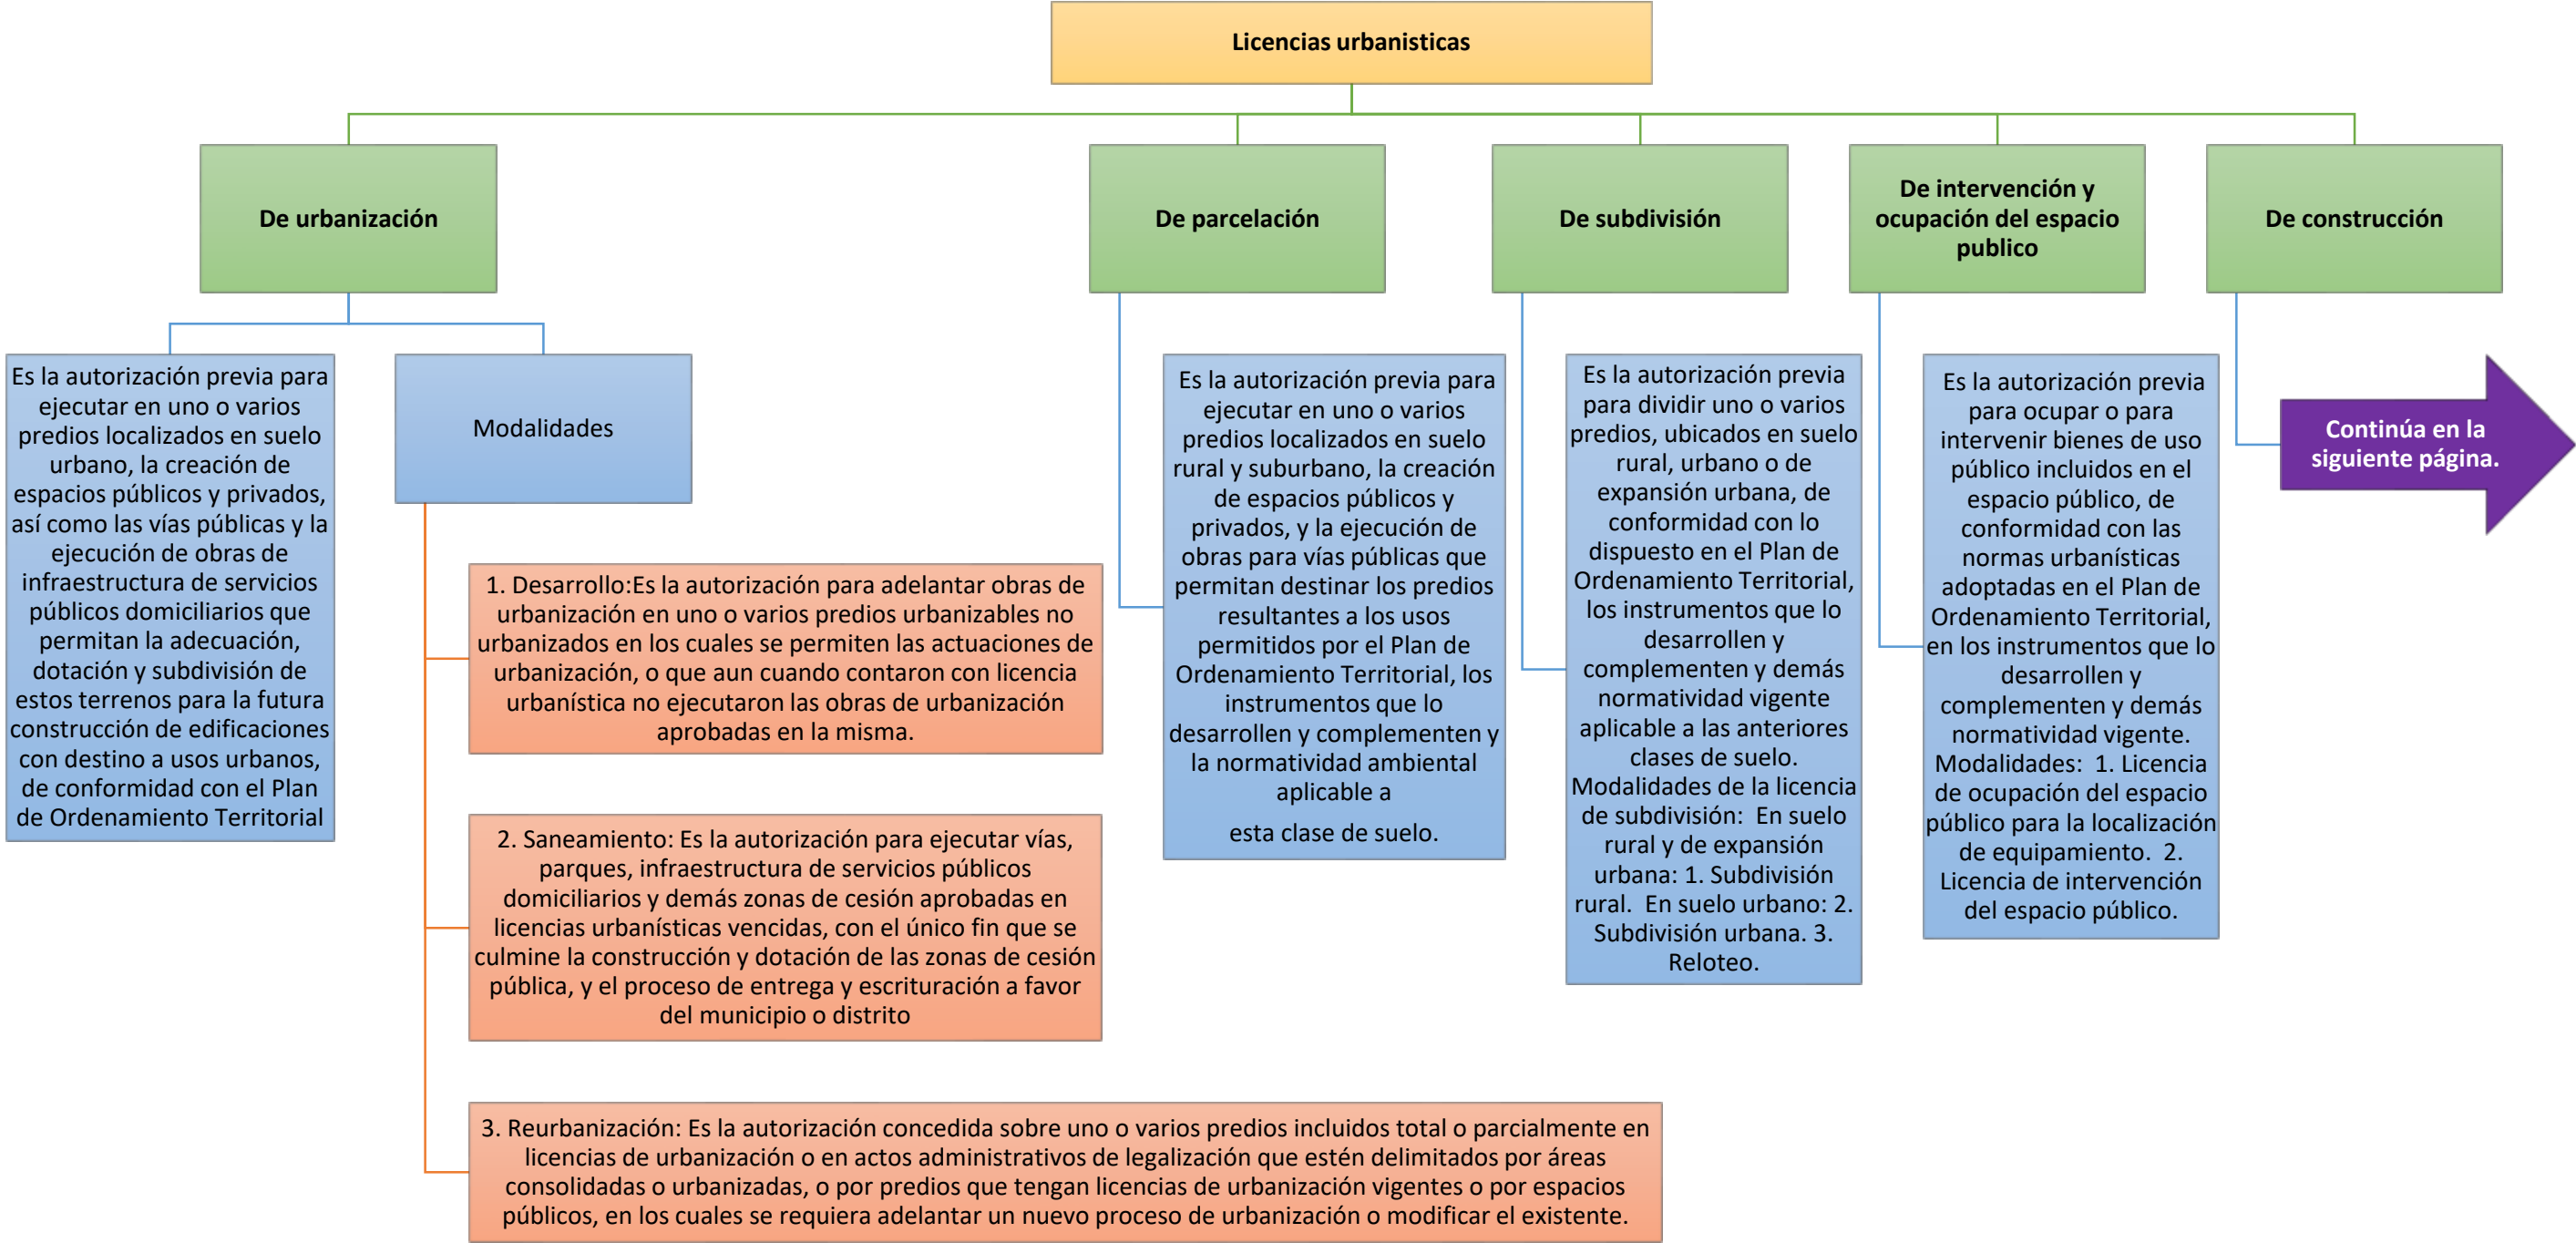 Licencias urbanisticas
De urbanización
Es la autorización previa para
ejecutar en uno o varios
predios localizados en suelo
urbano, la creación de
espacios públicos y privados,
así como las vías públicas y la
ejecución de obras de
infraestructura de servicios
públicos domiciliarios que
permitan la adecuación,
dotación y subdivisión de
estos terrenos para la futura
construcción de edificaciones
con destino a usos urbanos,
de conformidad con el Plan
de Ordenamiento Territorial
Modalidades
1. Desarrollo:Es la autorización para adelantar obras de
urbanización en uno o varios predios urbanizables no
urbanizados en los cuales se permiten las actuaciones de
urbanización, o que aun cuando contaron con licencia
urbanística no ejecutaron las obras de urbanización
aprobadas en la misma.
2. Saneamiento: Es la autorización para ejecutar vías,
parques, infraestructura de servicios públicos
domiciliarios y demás zonas de cesión aprobadas en
licencias urbanísticas vencidas, con el único fin que se
culmine la construcción y dotación de las zonas de cesión
pública, y el proceso de entrega y escrituración a favor
del municipio o distrito
3. Reurbanización: Es la autorización concedida sobre uno o varios predios incluidos total o parcialmente en
licencias de urbanización o en actos administrativos de legalización que estén delimitados por áreas
consolidadas o urbanizadas, o por predios que tengan licencias de urbanización vigentes o por espacios
públicos, en los cuales se requiera adelantar un nuevo proceso de urbanización o modificar el existente.
De parcelación
Es la autorización previa para
ejecutar en uno o varios
predios localizados en suelo
rural y suburbano, la creación
de espacios públicos y
privados, y la ejecución de
obras para vías públicas que
permitan destinar los predios
resultantes a los usos
permitidos por el Plan de
Ordenamiento Territorial, los
instrumentos que lo
desarrollen y complementen y
la normatividad ambiental
aplicable a
esta clase de suelo.
De subdivisión
Es la autorización previa
para dividir uno o varios
predios, ubicados en suelo
rural, urbano o de
expansión urbana, de
conformidad con lo
dispuesto en el Plan de
Ordenamiento Territorial,
los instrumentos que lo
desarrollen y
complementen y demás
normatividad vigente
aplicable a las anteriores
clases de suelo.
Modalidades de la licencia
de subdivisión: En suelo
rural y de expansión
urbana: 1. Subdivisión
rural. En suelo urbano: 2.
Subdivisión urbana. 3.
Reloteo.
De intervención y
ocupación del espacio
publico
Es la autorización previa
para ocupar o para
intervenir bienes de uso
público incluidos en el
espacio público, de
conformidad con las
normas urbanísticas
adoptadas en el Plan de
Ordenamiento Territorial,
en los instrumentos que lo
desarrollen y
complementen y demás
normatividad vigente.
Modalidades: 1. Licencia
de ocupación del espacio
público para la localización
de equipamiento. 2.
Licencia de intervención
del espacio público.
De construcción
Continúa en la
siguiente página.